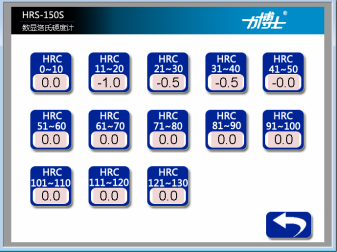 HRS-150S
力博士
数显洛氏硬度计
HRC HRC HRC HRC HRC
0~10 11~20 21~30 31~40 41~50
0.0 -1.0 -0.5 -0.5 -0.0
HRC HRC HRC HRC HRC
51~60 61~70 71~80 81~90 91~100
0.0 0.0 0.0 0.0 0.0
HRC HRC HRC
101~110 111~120 121~130
0.0 0.0 0.0